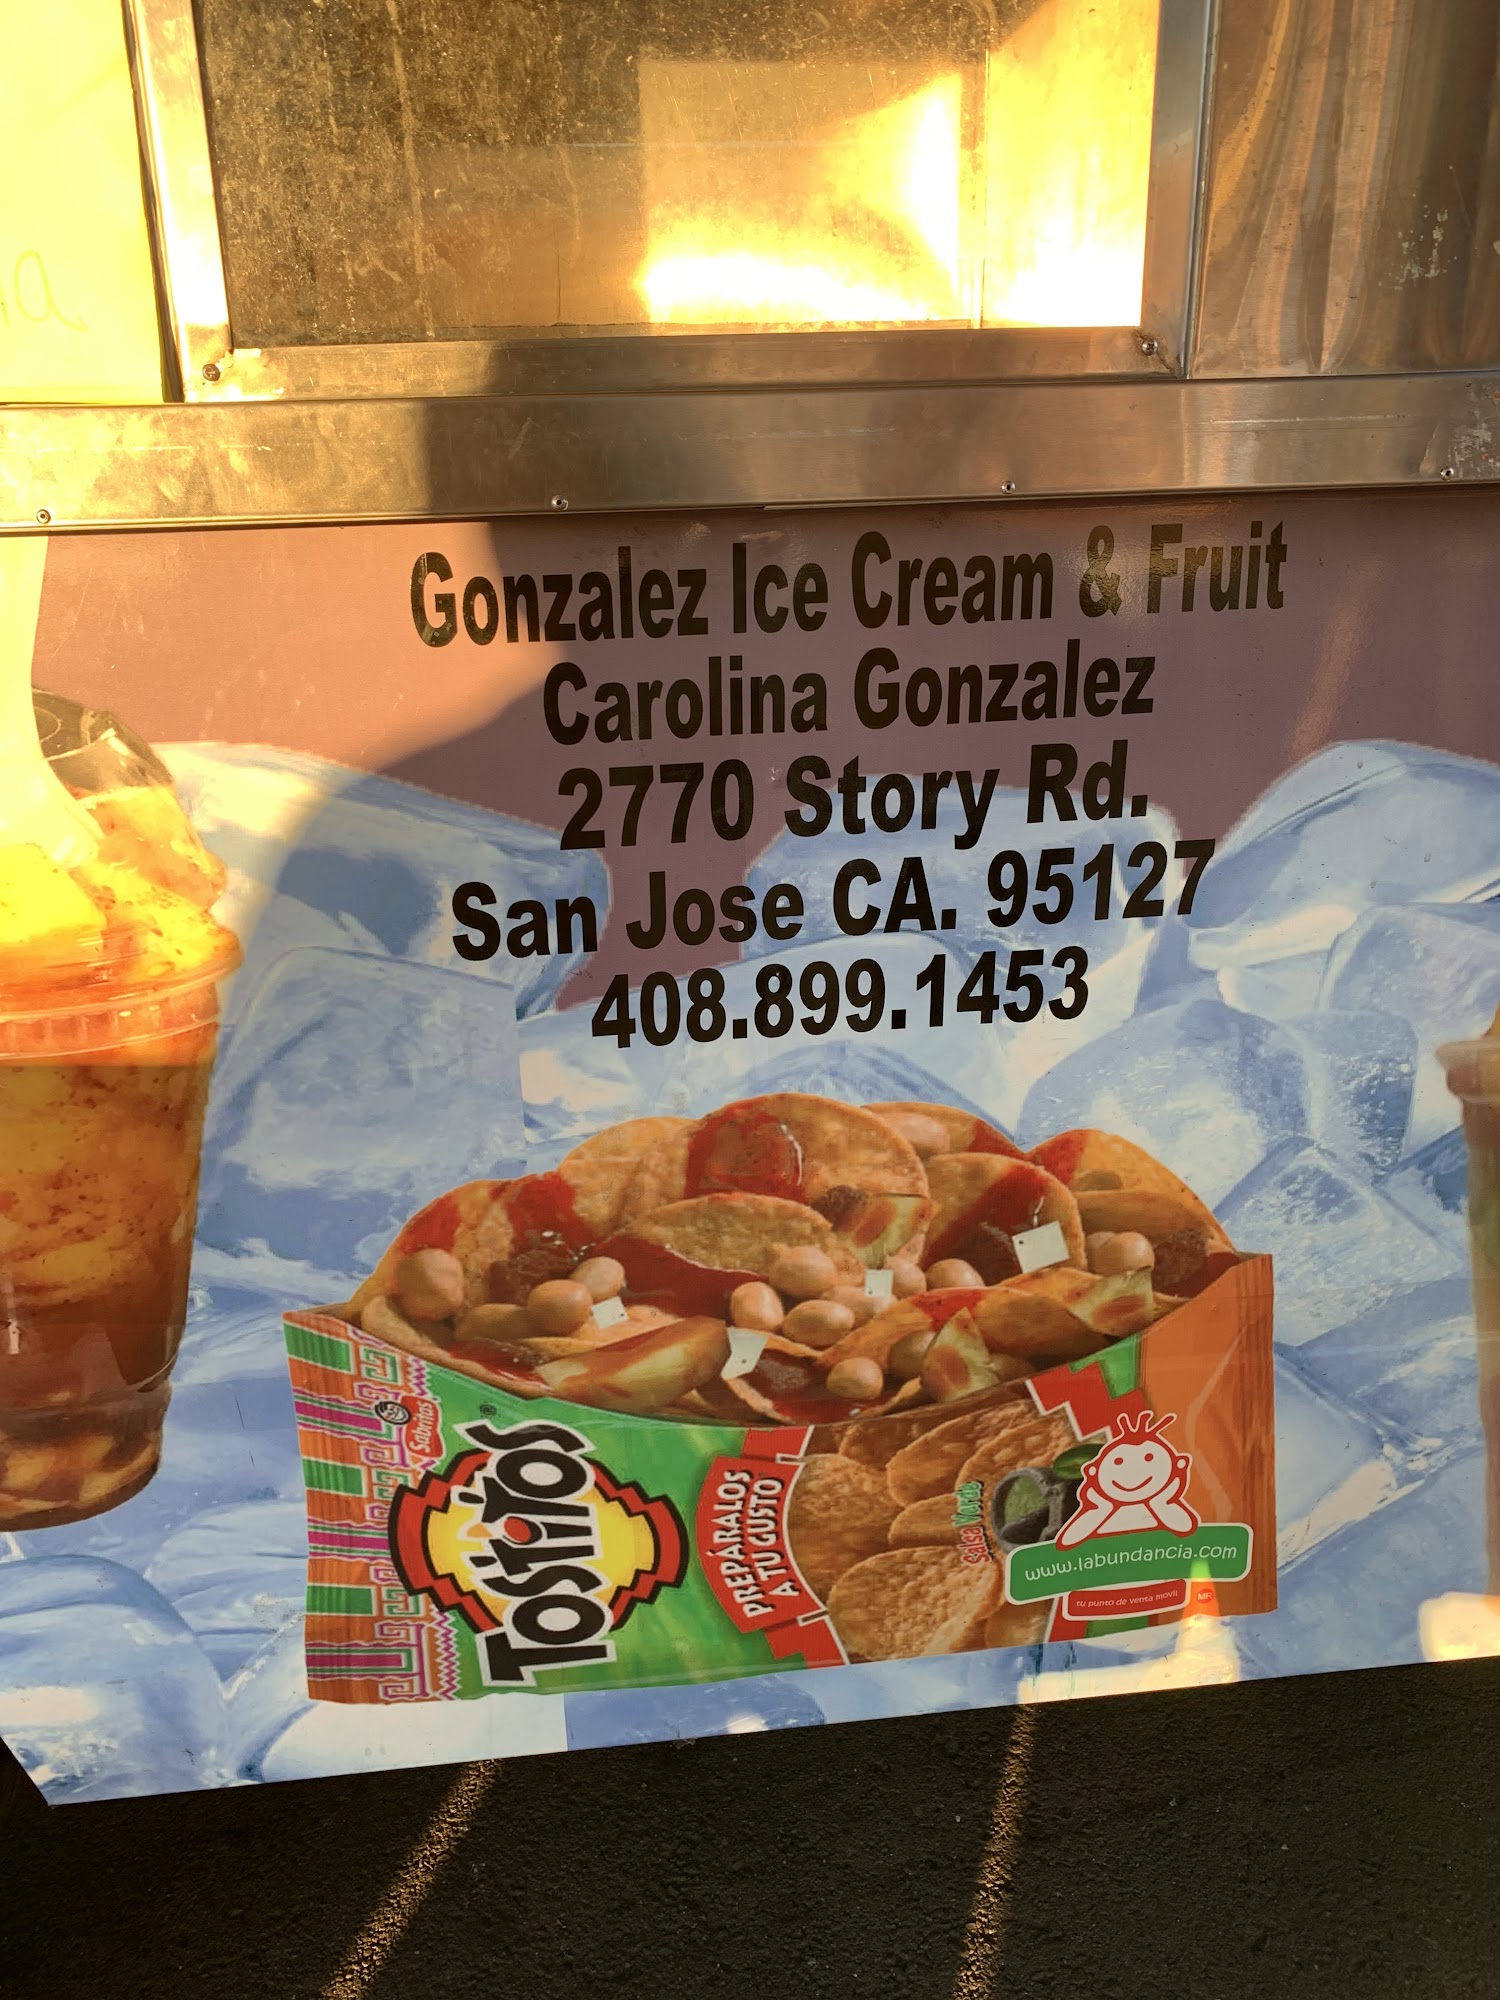 Gonzalez Ice Cream & Fruit
Carolina Gonzalez
2770 Story Rd.
San Jose CA. 95127
408.899.1453
Sabritas
TOSTITOS®
PREPÁRALOS
A TU GUSTO
Salsa Verde
www.labundancia.com
tu punto de venta movil
MR